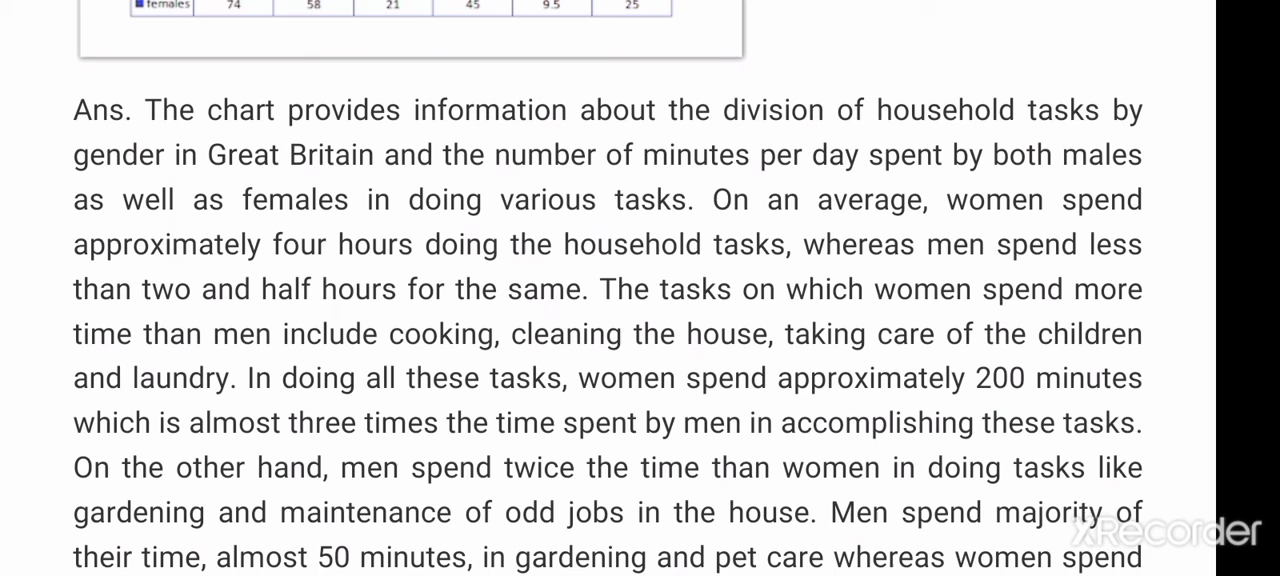 females 74 58 21 45 9.5 25
Ans. The chart provides information about the division of household tasks by
gender in Great Britain and the number of minutes per day spent by both males
as well as females in doing various tasks. On an average, women spend
approximately four hours doing the household tasks, whereas men spend less
than two and half hours for the same. The tasks on which women spend more
time than men include cooking, cleaning the house, taking care of the children
and laundry. In doing all these tasks, women spend approximately 200 minutes
which is almost three times the time spent by men in accomplishing these tasks.
On the other hand, men spend twice the time than women in doing tasks like
gardening and maintenance of odd jobs in the house. Men spend majority of
XRecorder
their time, almost 50 minutes, in gardening and pet care whereas women spend